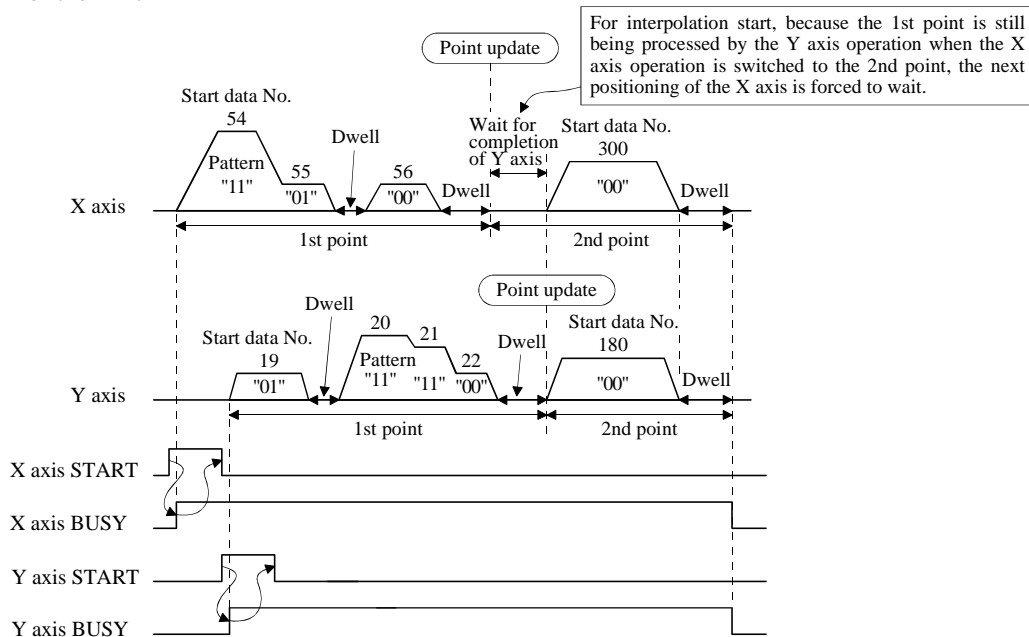 For interpolation start, because the 1st point is still
being processed by the Y axis operation when the X
axis operation is switched to the 2nd point, the next
positioning of the X axis is forced to wait.
Point update
Start data No.
54
Pattern
"11"
55
"01"
Dwell
56
"00"
Dwell
Wait for
completion
of Y axis
Start data No.
300
"00"
Dwell
X axis
1st point
2nd point
Point update
Start data No.
19
"01"
Dwell
20
Pattern
"11"
21
"11"
22
"00"
Dwell
Start data No.
180
"00"
Dwell
Y axis
1st point
2nd point
X axis START
X axis BUSY
Y axis START
Y axis BUSY